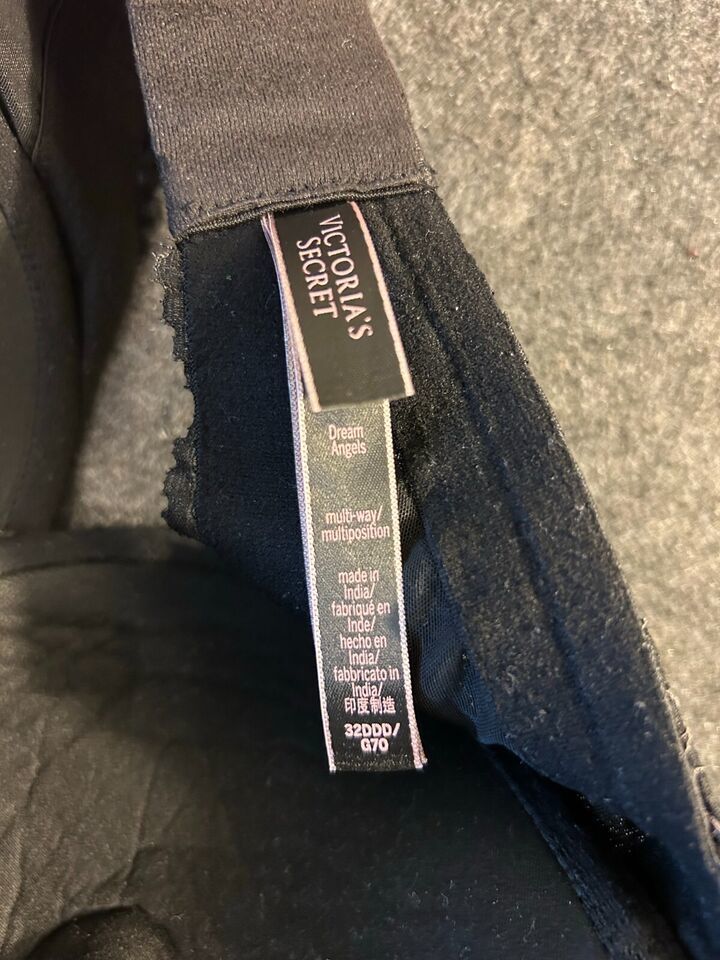 VICTORIA'S
SECRET
Dream
Angels
multi-way/
multiposition
made in
India/
fabriqué en
Inde/
hecho en
India/
fabbricato in
India/
印度制造
32DDD/
G70